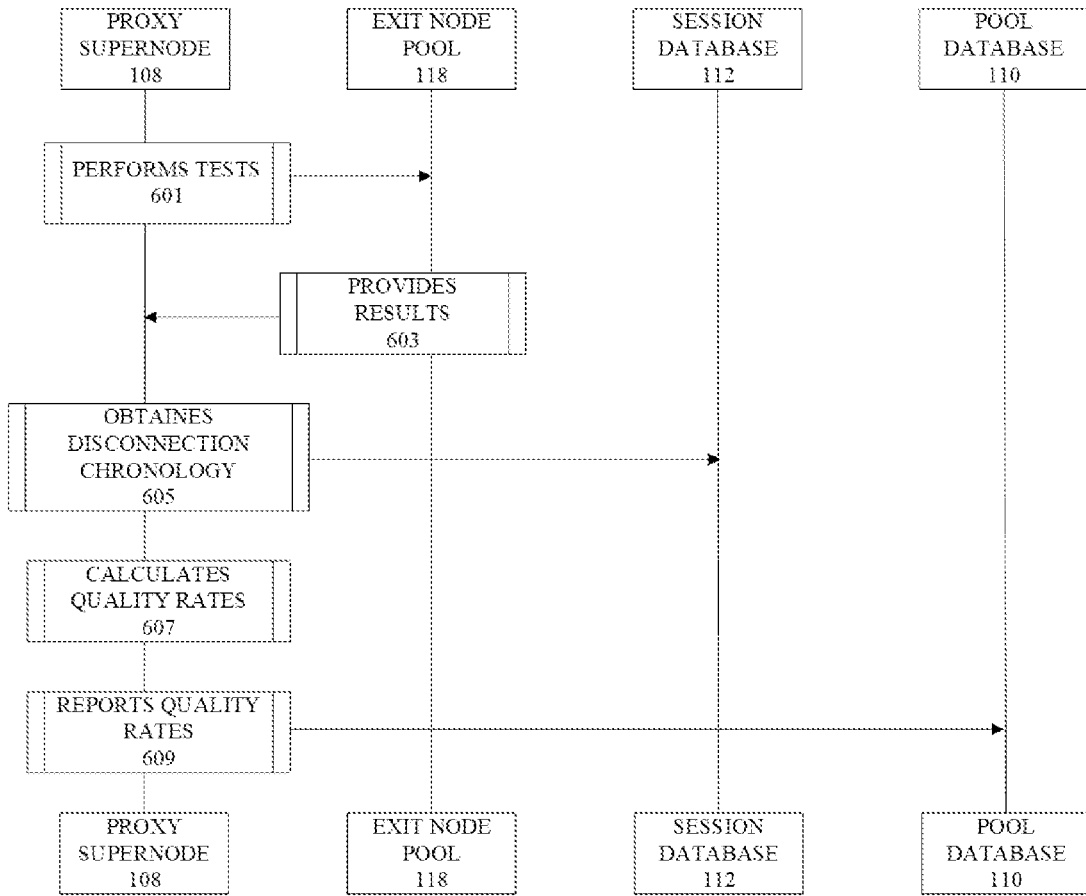 PROXY
SUPERNODE
108
EXIT NODE
POOL
118
SESSION
DATABASE
112
POOL
DATABASE
110
PERFORMS TESTS
601
PROVIDES
RESULTS
603
OBTAINES
DISCONNECTION
CHRONOLOGY
605
CALCULATES
QUALITY RATES
607
REPORTS QUALITY
RATES
609
PROXY
SUPERNODE
108
EXIT NODE
POOL
118
SESSION
DATABASE
112
POOL
DATABASE
110